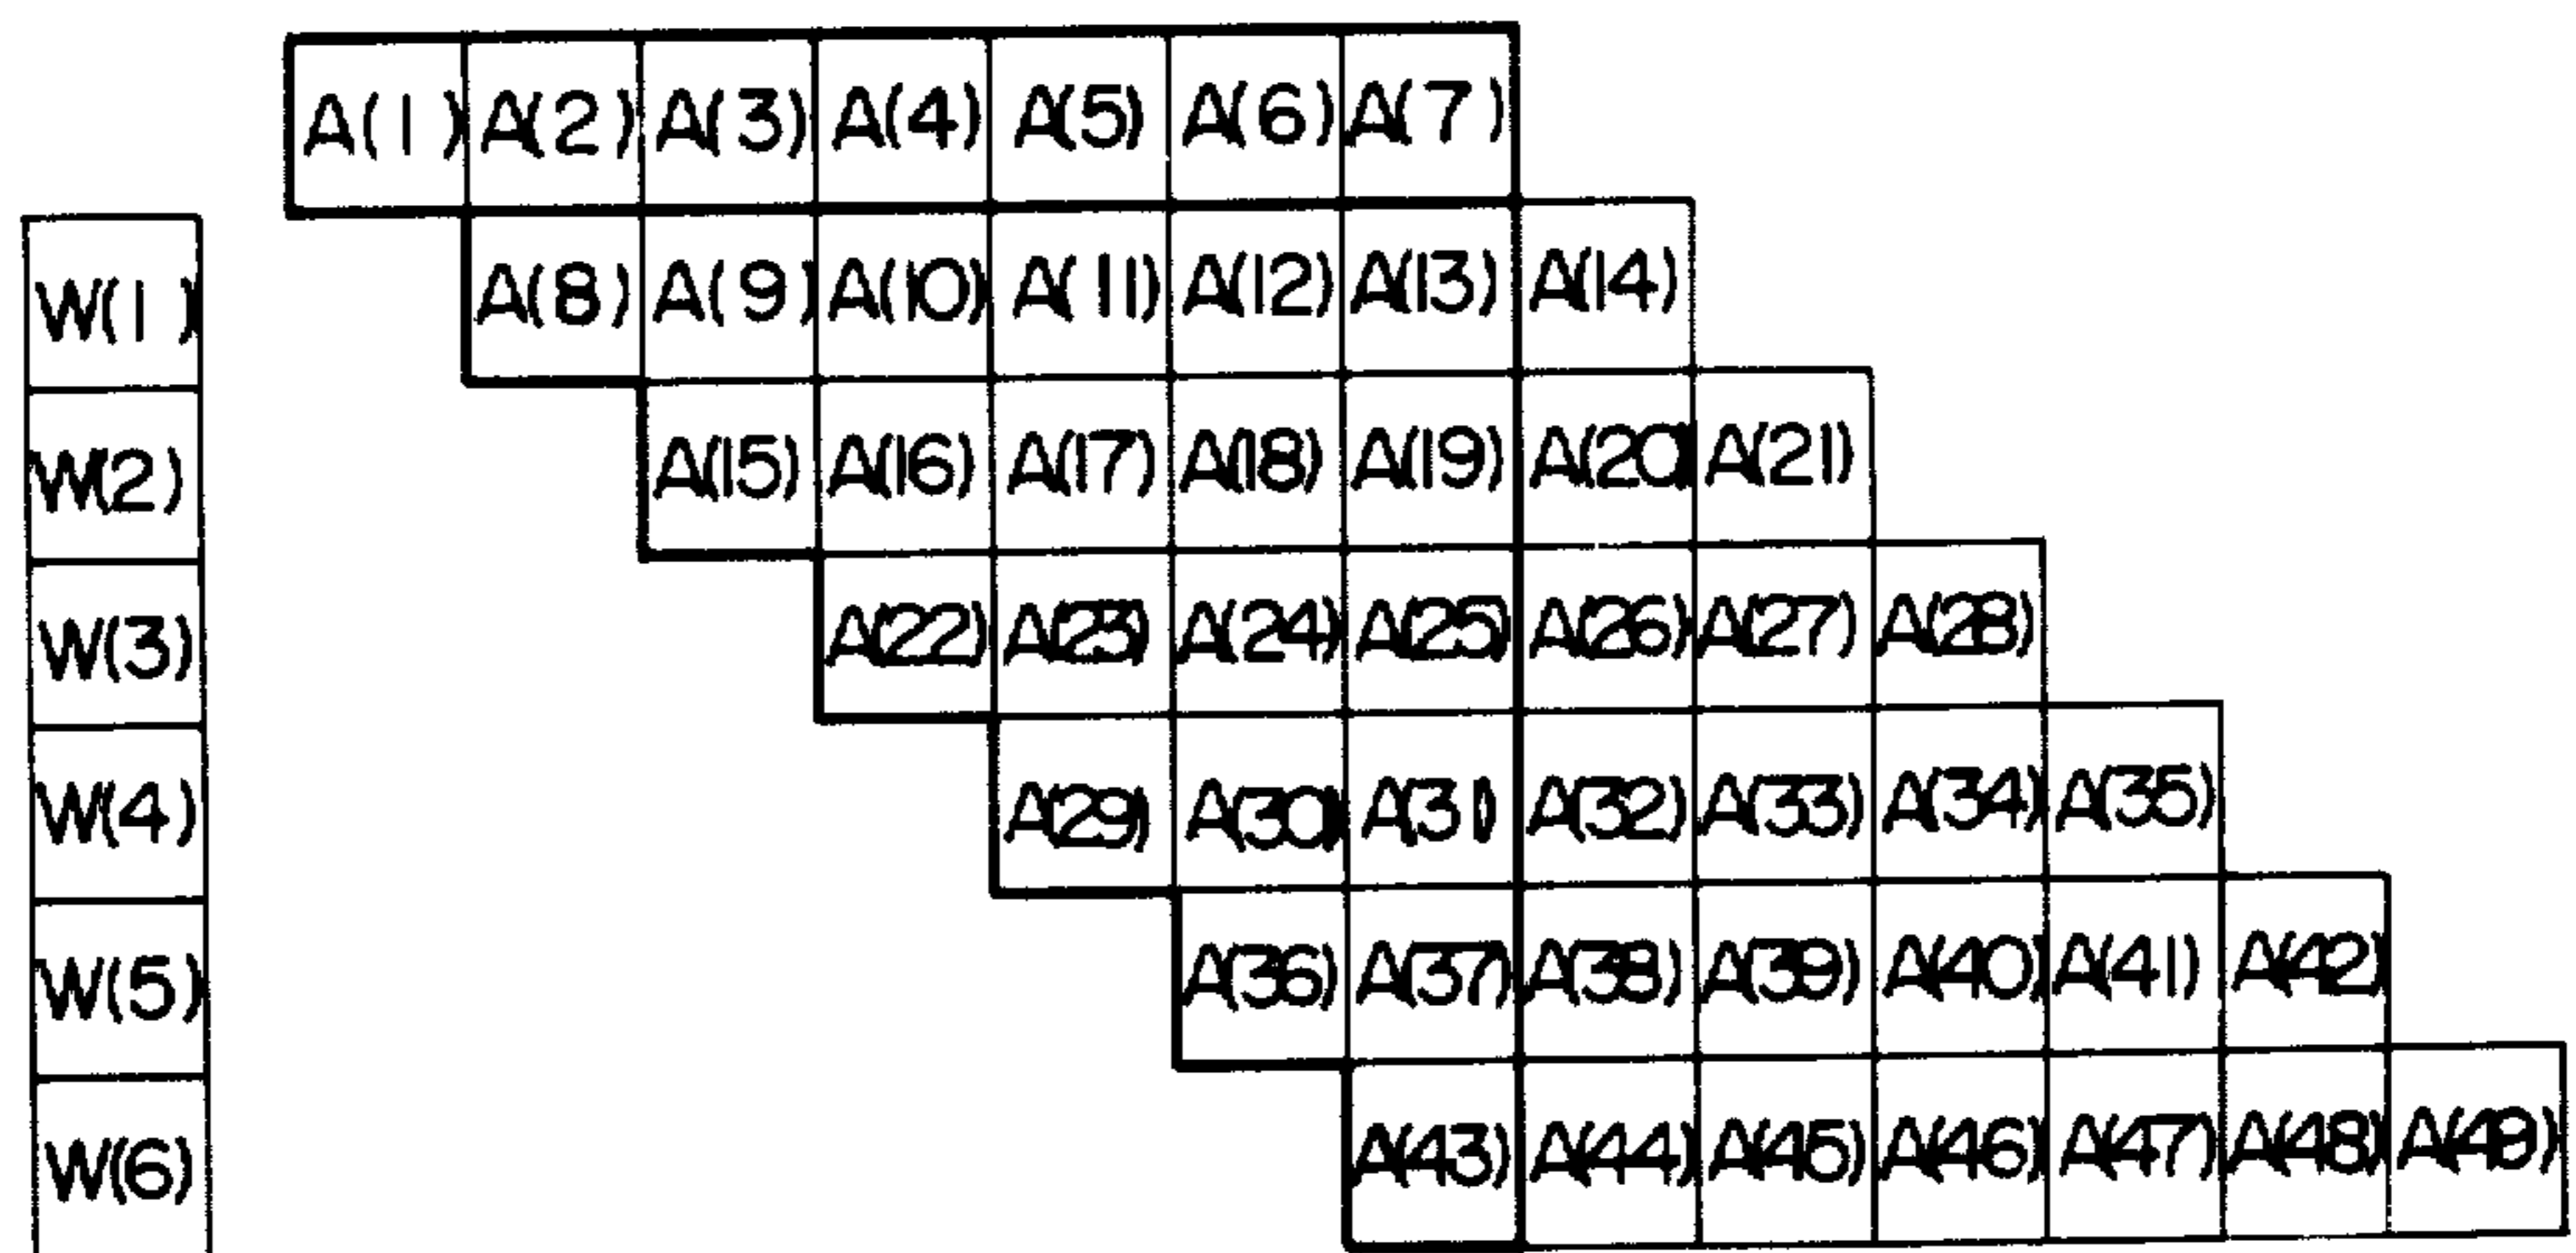 A(1) A(2) A(3) A(4) A(5) A(6) A(7)
W(1) A(8) A(9) A(10) A(11) A(12) A(13) A(14)
W(2) A(15) A(16) A(17) A(18) A(19) A(20) A(21)
W(3) A(22) A(23) A(24) A(25) A(26) A(27) A(28)
W(4) A(29) A(30) A(31) A(32) A(33) A(34) A(35)
W(5) A(36) A(37) A(38) A(39) A(40) A(41) A(42)
W(6) A(43) A(44) A(45) A(46) A(47) A(48) A(49)